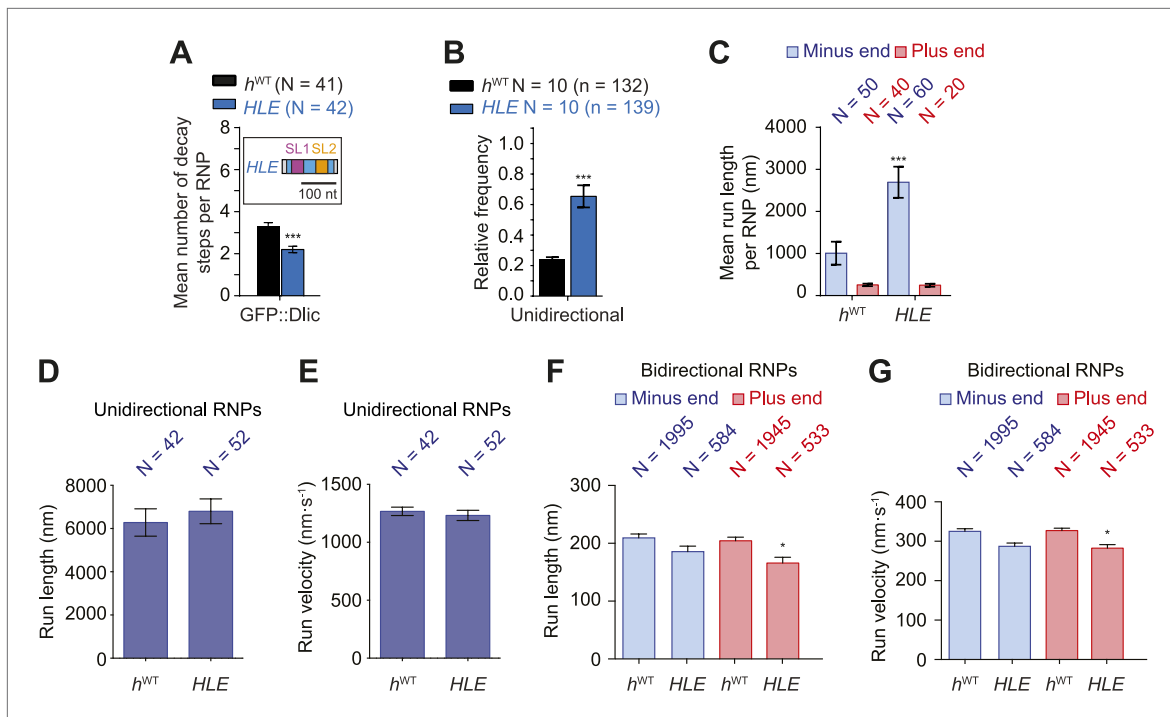 A
h^WT (N = 41)
HLE (N = 42)
Mean number of decay
steps per RNP
8
6
4
2
0
HLE
SL1 SL2
100 nt
***
GFP::Dlic
B
h^WT N = 10 (n = 132)
HLE N = 10 (n = 139)
Relative frequency
1.0
0.8
0.6
0.4
0.2
0.0
***
Unidirectional
C
Minus end Plus end
N = 50
N = 40
N = 60
N = 20
Mean run length
per RNP (nm)
4000
3000
2000
1000
0
***
h^WT HLE
D
Unidirectional RNPs
N = 42
N = 52
Run length (nm)
8000
6000
4000
2000
0
h^WT HLE
E
Unidirectional RNPs
N = 42
N = 52
Run velocity (nm·s⁻¹)
1500
1000
500
0
h^WT HLE
F
Bidirectional RNPs
Minus end Plus end
N = 1995
N = 584
N = 1945
N = 533
Run length (nm)
300
200
100
0
*
h^WT HLE h^WT HLE
G
Bidirectional RNPs
Minus end Plus end
N = 1995
N = 584
N = 1945
N = 533
Run velocity (nm·s⁻¹)
400
300
200
100
0
*
h^WT HLE h^WT HLE